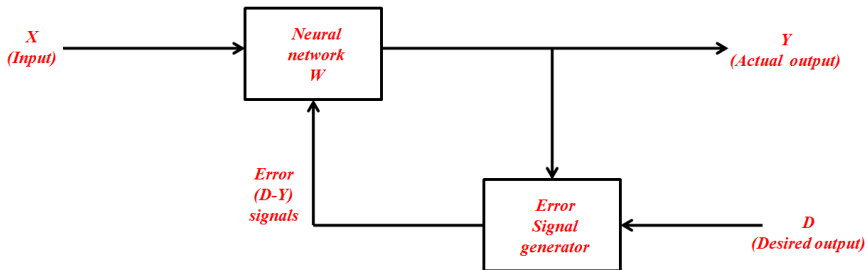 X
(Input)
Neural
network
W
Y
(Actual output)
Error
(D-Y)
signals
Error
Signal
generator
D
(Desired output)